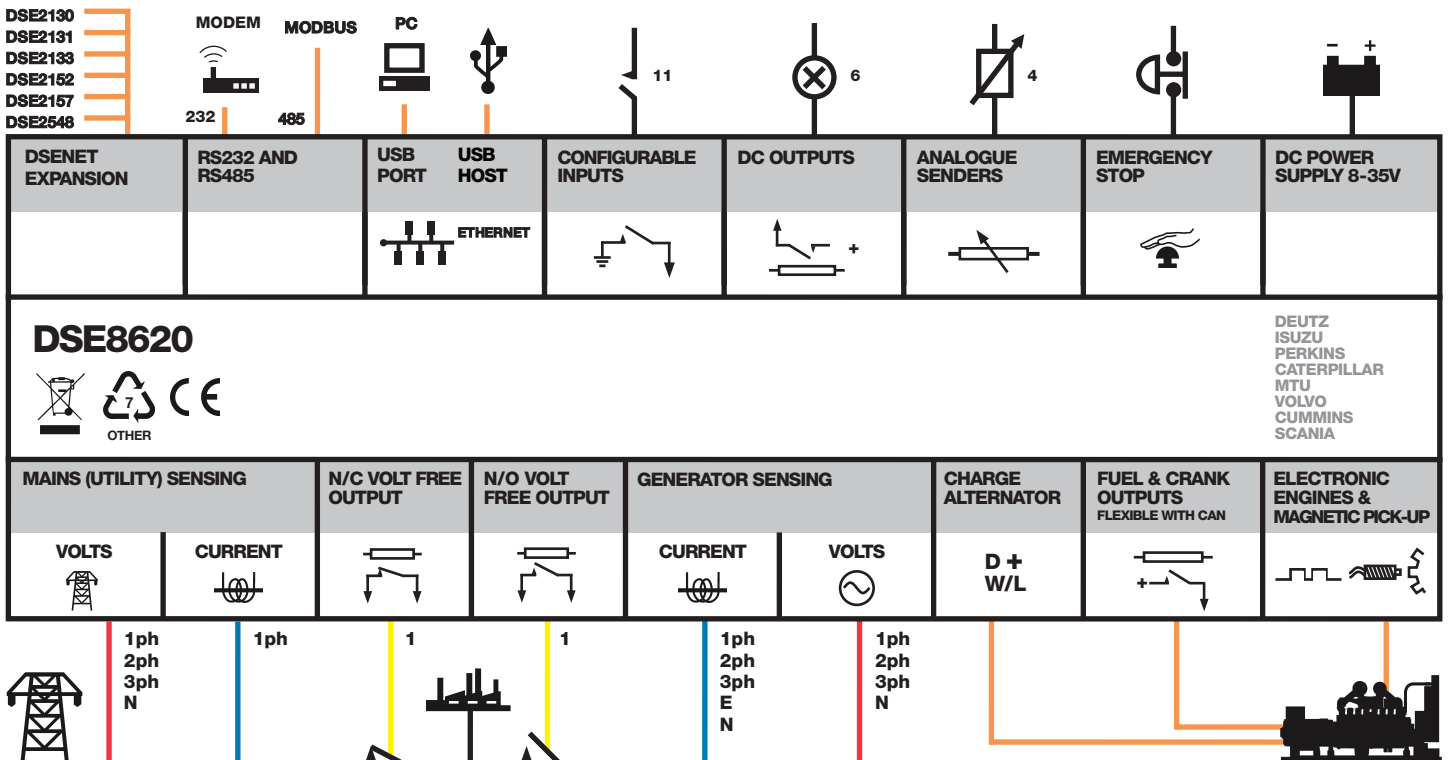 DSE2130
DSE2131
DSE2133
DSE2152
DSE2157
DSE2548
MODEM
232
MODBUS
485
PC
11
6
4
- +
DSENET
EXPANSION
RS232 AND
RS485
USB
PORT
USB
HOST
ETHERNET
CONFIGURABLE
INPUTS
DC OUTPUTS
+
ANALOGUE
SENDERS
EMERGENCY
STOP
DC POWER
SUPPLY 8-35V
DSE8620
7
OTHER
CE
DEUTZ
ISUZU
PERKINS
CATERPILLAR
MTU
VOLVO
CUMMINS
SCANIA
MAINS (UTILITY) SENSING
VOLTS
CURRENT
N/C VOLT FREE
OUTPUT
N/O VOLT
FREE OUTPUT
GENERATOR SENSING
CURRENT
VOLTS
CHARGE
ALTERNATOR
D +
W/L
FUEL & CRANK
OUTPUTS
FLEXIBLE WITH CAN
+
ELECTRONIC
ENGINES &
MAGNETIC PICK-UP
1ph
2ph
3ph
N
1ph
1
1
1ph
2ph
3ph
E
N
1ph
2ph
3ph
N